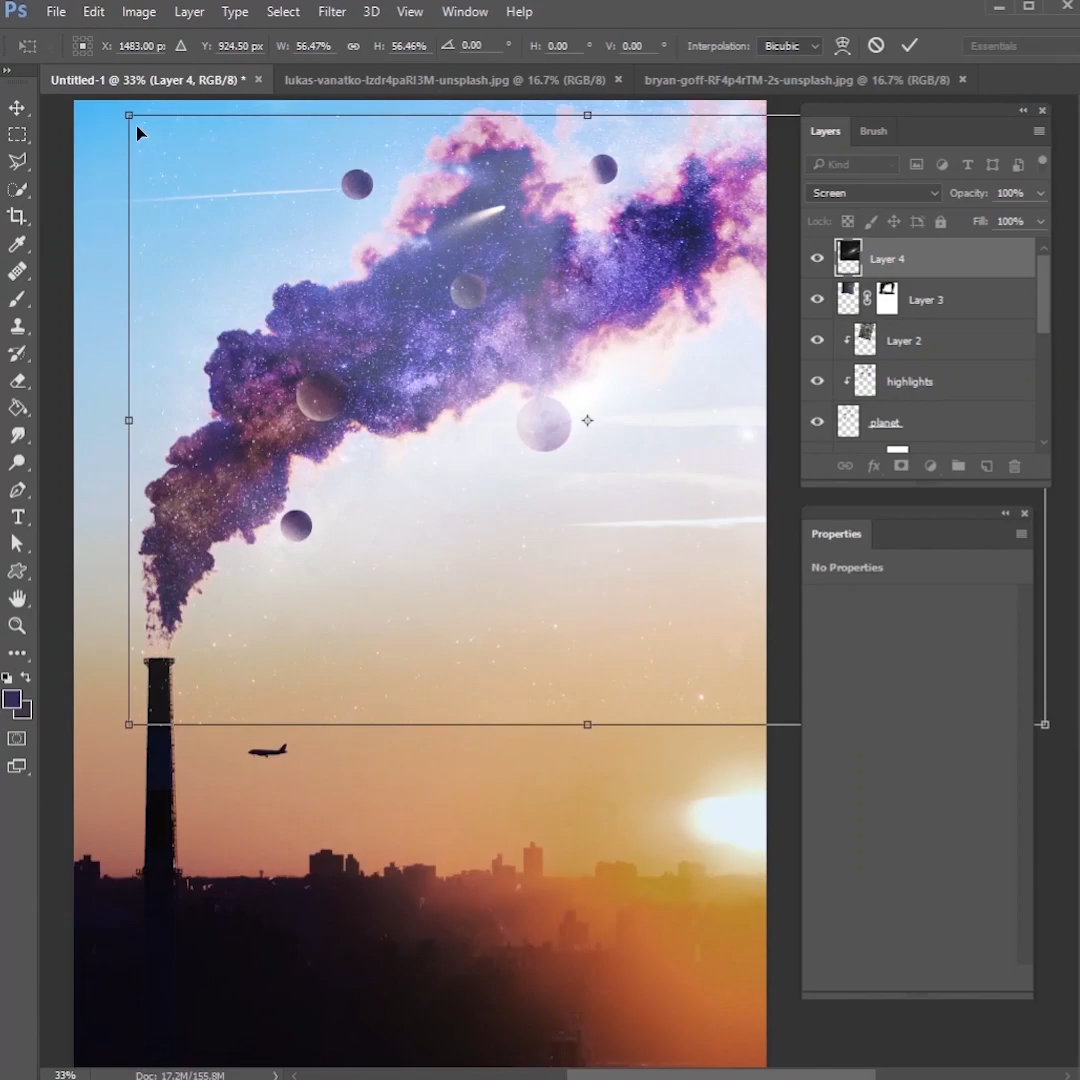 Ps File Edit Image Layer Type Select Filter 3D View Window Help
X: 1483.00 px Y: 924.50 px W: 56.47% H: 56.46% 0.00 ° H: 0.00 ° V: 0.00 ° Interpolation: Bicubic Essentials
Untitled-1 @ 33% (Layer 4, RGB/8) * × lukas-vanatko-Izdr4paRl3M-unsplash.jpg @ 16.7% (RGB/8) × bryan-goff-RF4p4rTM-2s-unsplash.jpg @ 16.7% (RGB/8) ×
Layers Brush
Kind
Screen Opacity: 100%
Lock: Fill: 100%
Layer 4
Layer 3
Layer 2
highlights
planet
fx
Properties
No Properties
33% Doc: 17.2M/155.8M